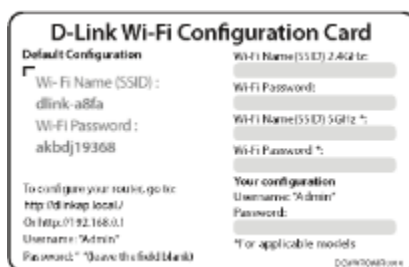 D-Link Wi-Fi Configuration Card
Default Configuration
Wi- Fi Name (SSID) :
dlink-a8fa
Wi-Fi Password :
akbdj19368
To configure your router, go to:
http://dlinkap.local./
Or http://192.168.0.1
Username: "Admin"
Password: " "(leave the field blank)
Wi-Fi Name(SSID) 2.4GHz:
Wi-Fi Password:
Wi-Fi Name(SSID) 5GHz *:
Wi-Fi Password *:
Your configuration
Username: "Admin"
Password:
*For applicable models